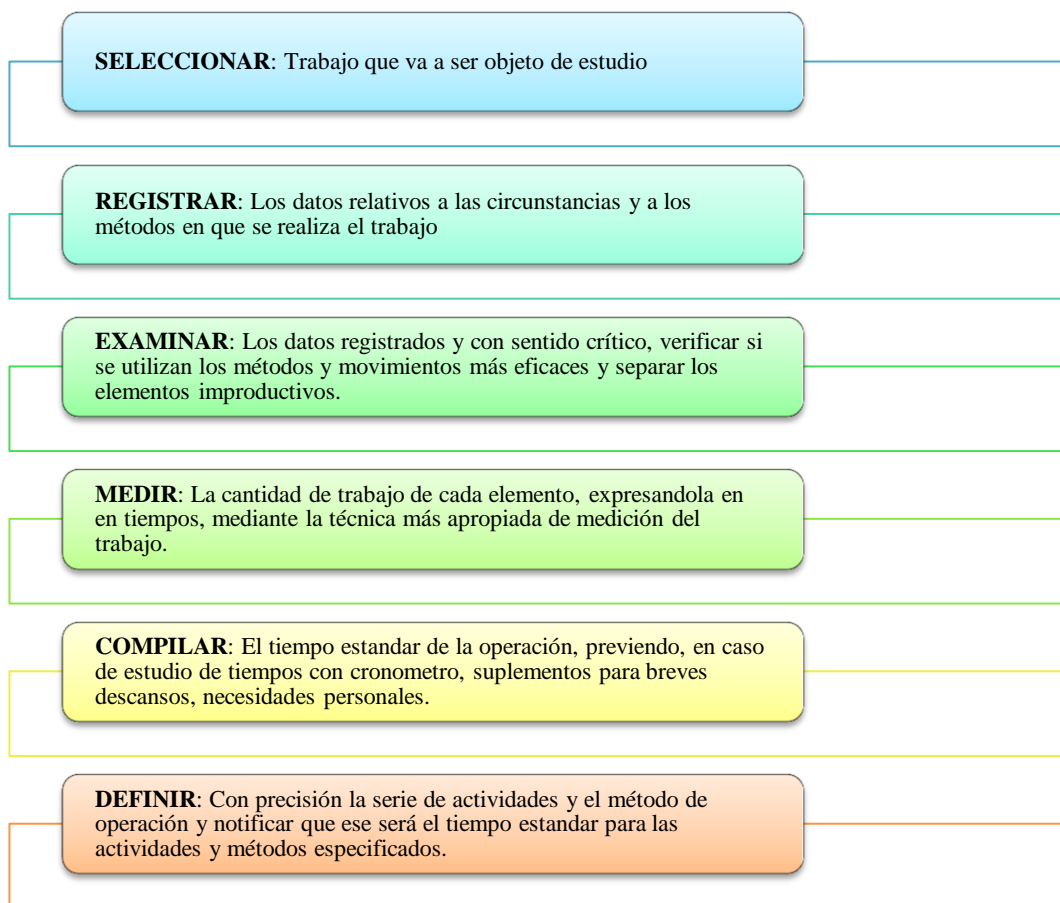 SELECCIONAR: Trabajo que va a ser objeto de estudio
REGISTRAR: Los datos relativos a las circunstancias y a los
métodos en que se realiza el trabajo
EXAMINAR: Los datos registrados y con sentido crítico, verificar si
se utilizan los métodos y movimientos más eficaces y separar los
elementos improductivos.
MEDIR: La cantidad de trabajo de cada elemento, expresandola en
en tiempos, mediante la técnica más apropiada de medición del
trabajo.
COMPILAR: El tiempo estandar de la operación, previendo, en caso
de estudio de tiempos con cronometro, suplementos para breves
descansos, necesidades personales.
DEFINIR: Con precisión la serie de actividades y el método de
operación y notificar que ese será el tiempo estandar para las
actividades y métodos especificados.